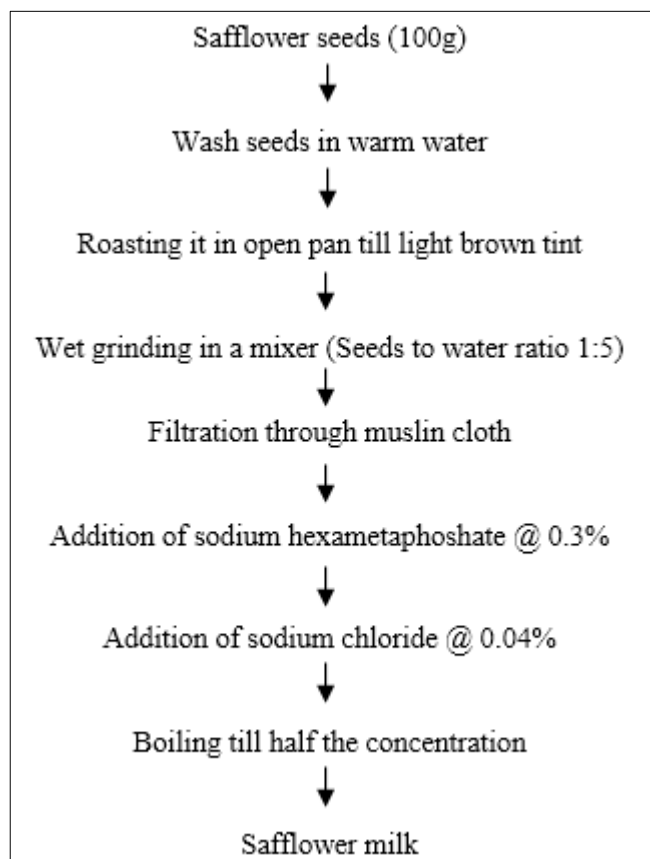 Safflower seeds (100g)
Wash seeds in warm water
Roasting it in open pan till light brown tint
Wet grinding in a mixer (Seeds to water ratio 1:5)
Filtration through muslin cloth
Addition of sodium hexametaphoshate @ 0.3%
Addition of sodium chloride @ 0.04%
Boiling till half the concentration
Safflower milk